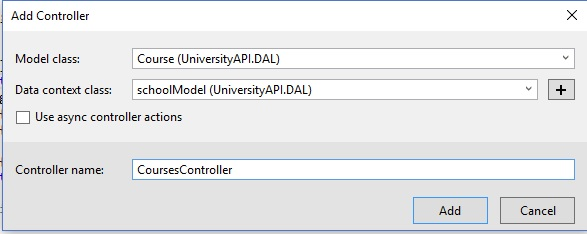 Add Controller
Model class: Course (UniversityAPI.DAL)
Data context class: schoolModel (UniversityAPI.DAL) +
Use async controller actions
Controller name: CoursesController
Add Cancel